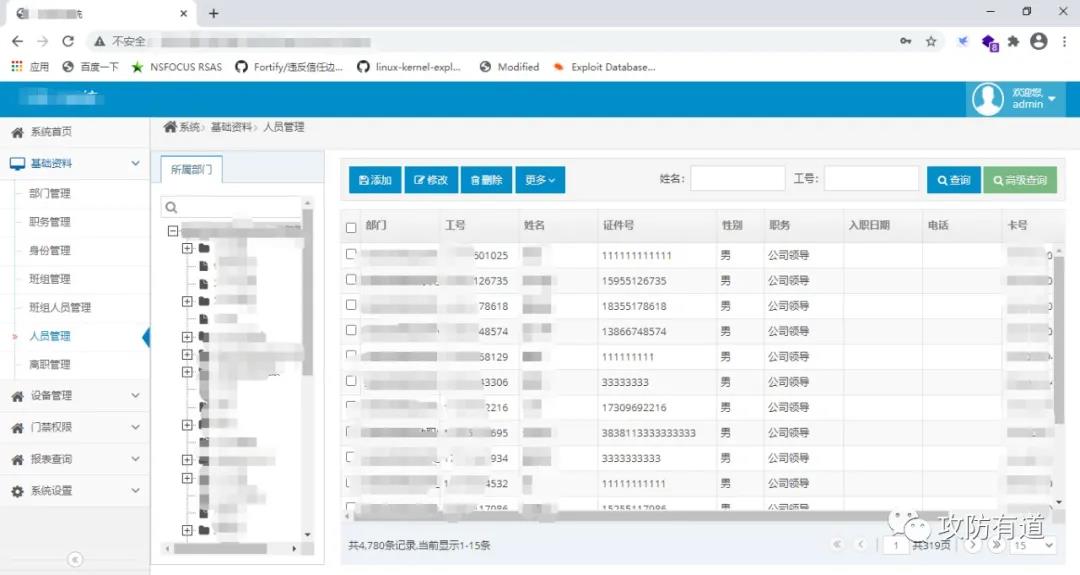 统
不安全
应用 百度一下 NSFOCUS RSAS Fortify/违反信任边... linux-kernel-expl... Modified Exploit Database...
欢迎您,
admin
系统首页
基础资料
部门管理
职务管理
身份管理
班组管理
班组人员管理
人员管理
离职管理
设备管理
门禁权限
报表查询
系统设置
系统 基础资料 人员管理
所属部门
添加 修改 删除 更多 姓名: 工号: 查询 高级查询
部门 工号 姓名 证件号 性别 职务 入职日期 电话 卡号
601025 111111111111 男 公司领导 0
126735 15955126735 男 公司领导
78618 18355178618 男 公司领导
48574 13866748574 男 公司领导
68129 111111111 男 公司领导
43306 33333333 男 公司领导
2216 17309692216 男 公司领导
695 3838113333333333 男 公司领导
934 3333333333 男 公司领导
4532 11111111111 男 公司领导
117986 15255117986 男 公司领导
共4,780条记录,当前显示1-15条
1 共319页 15
攻防有道